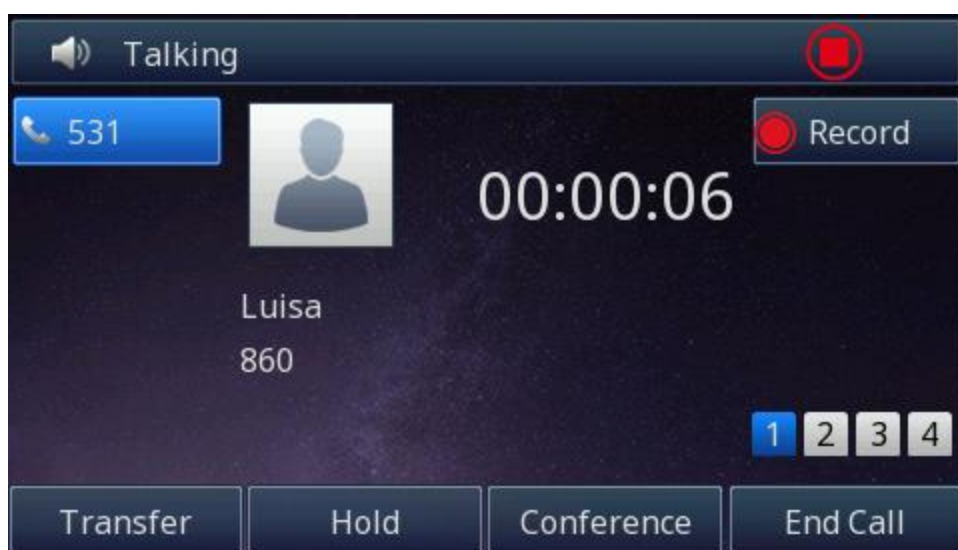 Talking
531
Record
00:00:06
Luisa
860
1 2 3 4
Transfer Hold Conference End Call